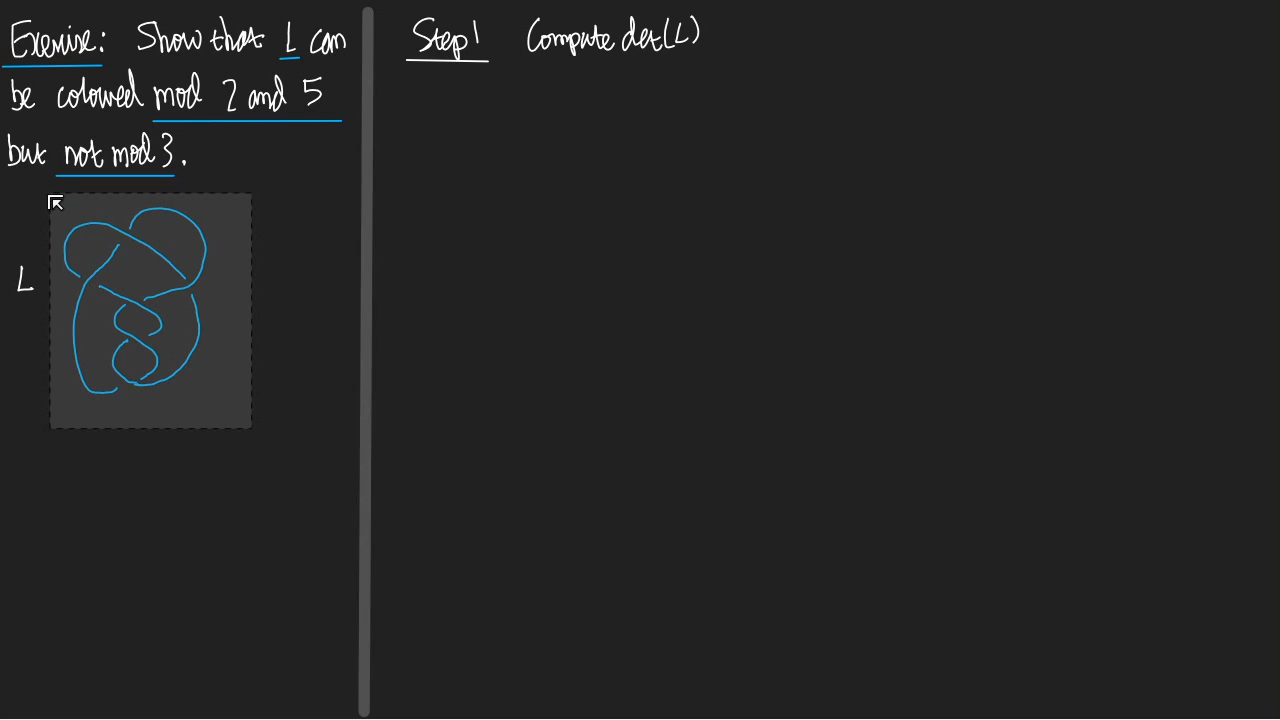 Exercise: Show that L can
be coloured mod 2 and 5
but not mod 3.
L
Step 1 Compute det(L)